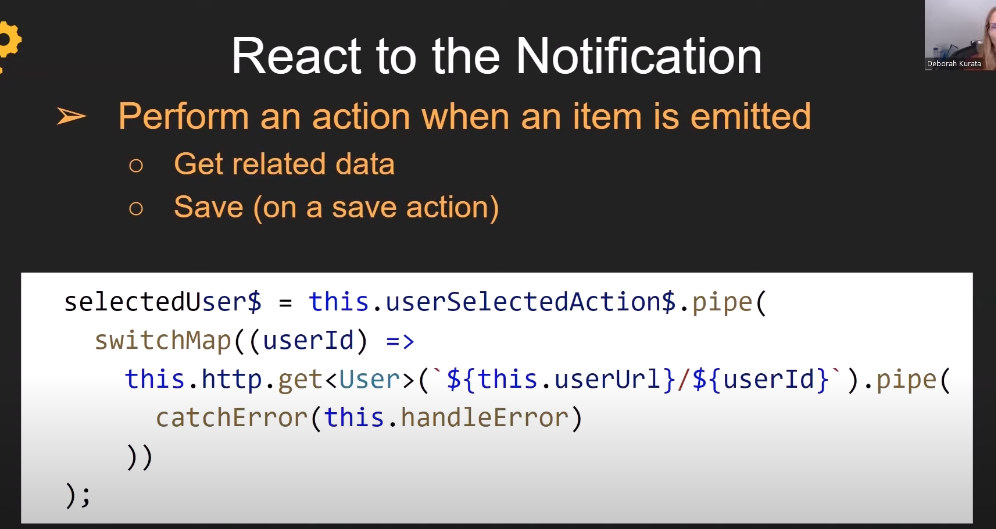 React to the Notification
Deborah Kurata
➢ Perform an action when an item is emitted
○ Get related data
○ Save (on a save action)
selectedUser$ = this.userSelectedAction$.pipe(
  switchMap((userId) =>
    this.http.get<User>(`${this.userUrl}/${userId}`).pipe(
      catchError(this.handleError)
    ))
);